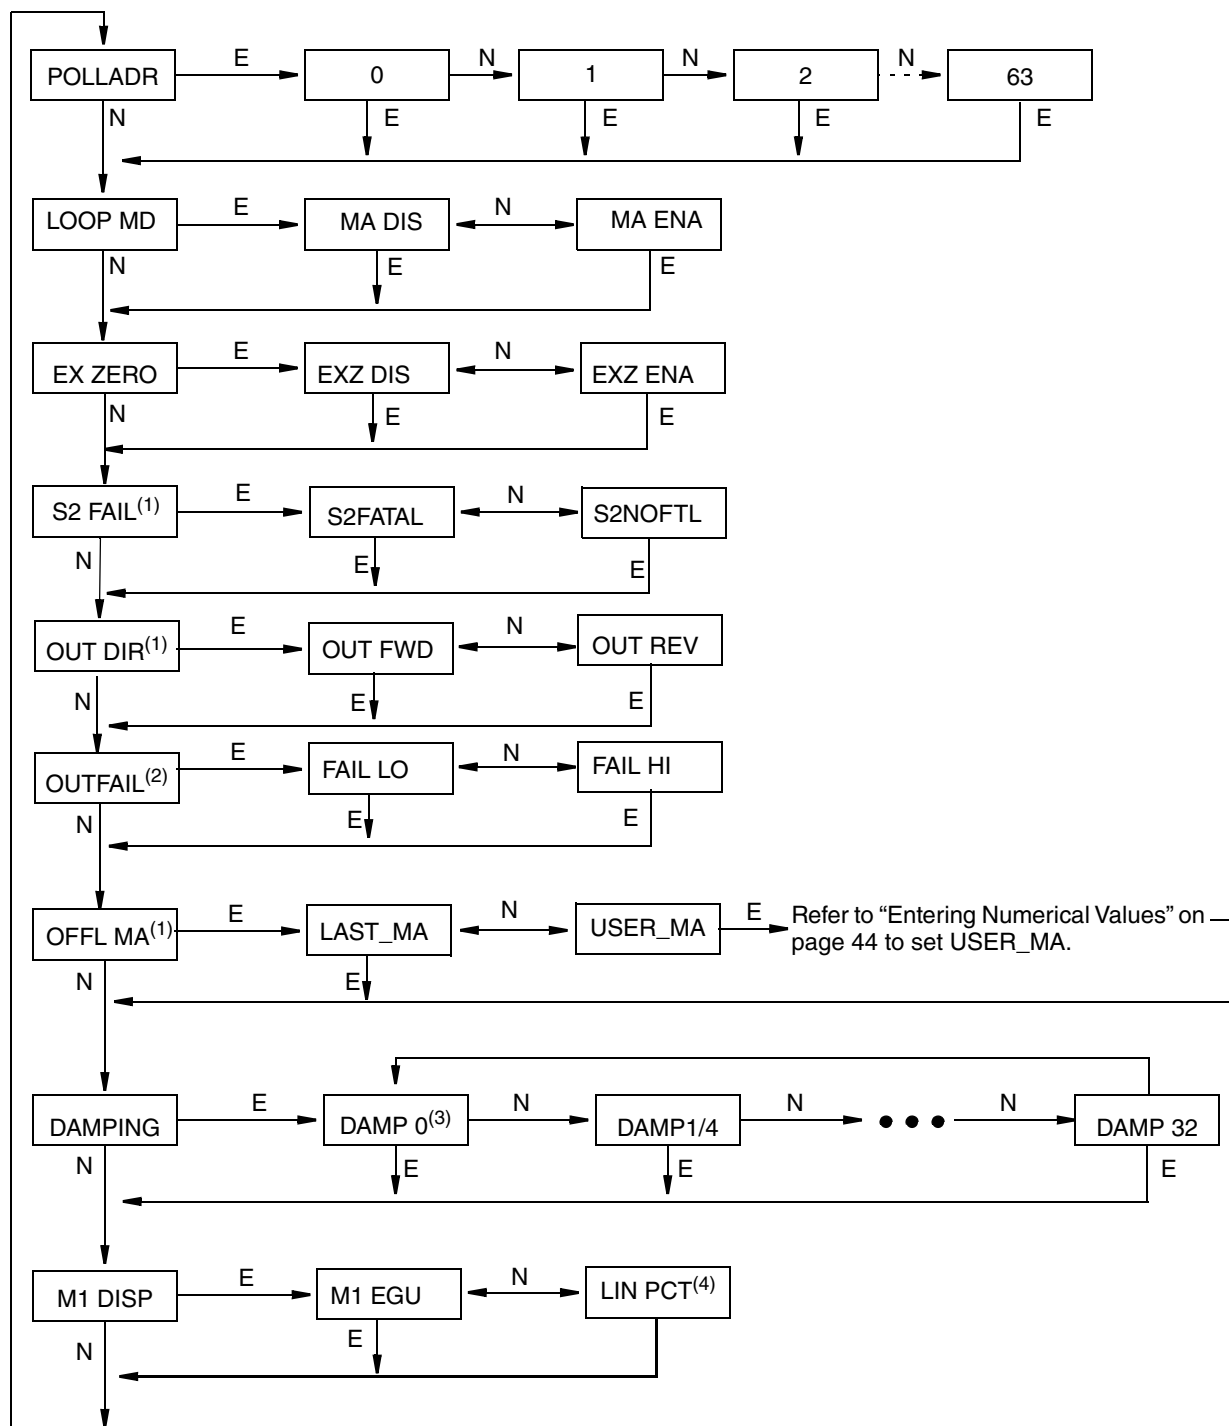 POLLADR E 0 N 1 N 2 N 63
N E E E E
LOOP MD E MA DIS N MA ENA
N E E
EX ZERO E EXZ DIS N EXZ ENA
N E E
S2 FAIL(1) E S2FATAL N S2NOFTL
N E E
OUT DIR(1) E OUT FWD N OUT REV
N E E
OUTFAIL(2) E FAIL LO N FAIL HI
N E E
OFFL MA(1) E LAST_MA N USER_MA E Refer to “Entering Numerical Values” on
page 44 to set USER_MA.
N E
DAMPING E DAMP 0(3) N DAMP1/4 N ••• N DAMP 32
N E E E
M1 DISP E M1 EGU N LIN PCT(4)
N E